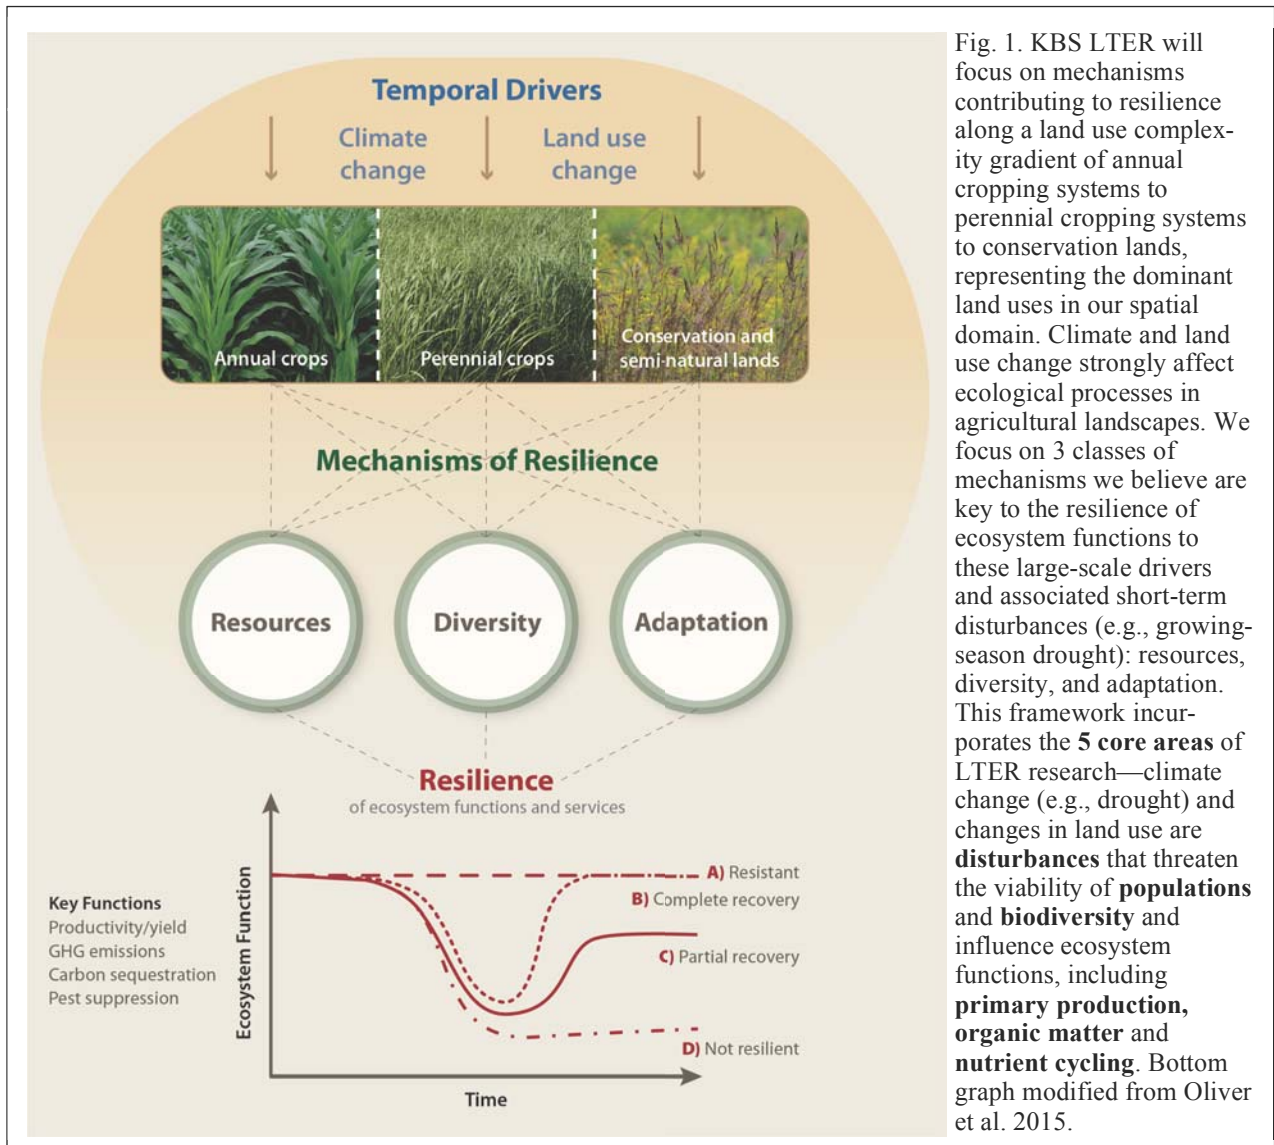 Temporal Drivers
Climate
change
Land use
change
Annual crops
Perennial crops
Conservation and
semi-natural lands
Mechanisms of Resilience
Resources
Diversity
Adaptation
Resilience
of ecosystem functions and services
Key Functions
Productivity/yield
GHG emissions
Carbon sequestration
Pest suppression
Ecosystem Function
A) Resistant
B) Complete recovery
C) Partial recovery
D) Not resilient
Time
Fig. 1. KBS LTER will
focus on mechanisms
contributing to resilience
along a land use complex-
ity gradient of annual
cropping systems to
perennial cropping systems
to conservation lands,
representing the dominant
land uses in our spatial
domain. Climate and land
use change strongly affect
ecological processes in
agricultural landscapes. We
focus on 3 classes of
mechanisms we believe are
key to the resilience of
ecosystem functions to
these large-scale drivers
and associated short-term
disturbances (e.g., growing-
season drought): resources,
diversity, and adaptation.
This framework incur-
porates the 5 core areas of
LTER research—climate
change (e.g., drought) and
changes in land use are
disturbances that threaten
the viability of populations
and biodiversity and
influence ecosystem
functions, including
primary production,
organic matter and
nutrient cycling. Bottom
graph modified from Oliver
et al. 2015.